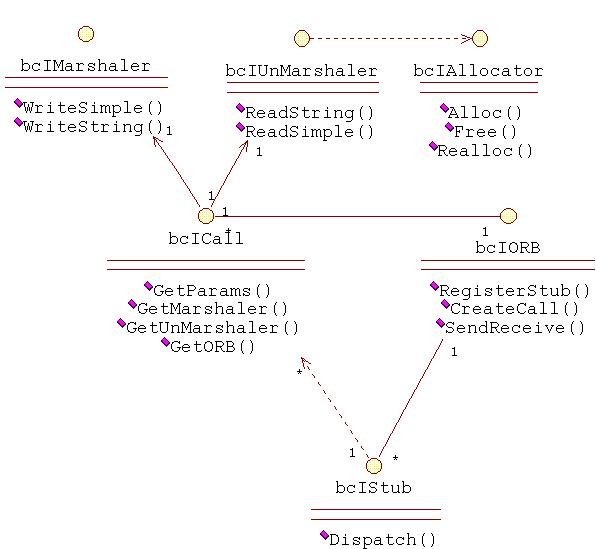 bcIMarshaler
WriteSimple()
WriteString()
1
bcIUnMarshaler
ReadString()
ReadSimple()
1
bcIAllocator
Alloc()
Free()
Realloc()
1
1
*
bcICall
GetParams()
GetMarshaler()
GetUnMarshaler()
GetORB()
*
1
bcIORB
RegisterStub()
CreateCall()
SendReceive()
1
1
*
bcIStub
Dispatch()